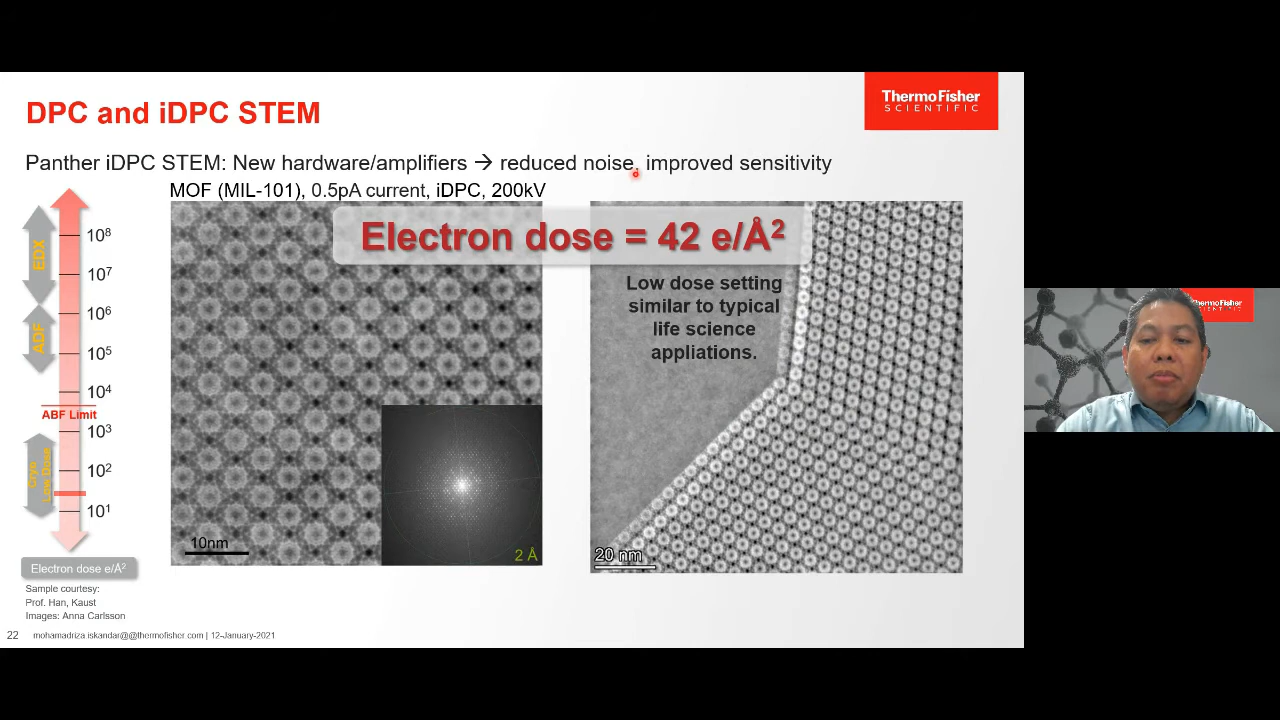 DPC and iDPC STEM
ThermoFisher
SCIENTIFIC
Panther iDPC STEM: New hardware/amplifiers → reduced noise, improved sensitivity
MOF (MIL-101), 0.5pA current, iDPC, 200kV
Electron dose = 42 e/Å²
Low dose setting
similar to typical
life science
appliations.
EDX
ADF
Cryo
Low Dose
10⁸
10⁷
10⁶
10⁵
10⁴
ABF Limit
10³
10²
10¹
Electron dose e/Å²
10nm
2 Å
20 nm
Sample courtesy:
Prof. Han, Kaust
Images: Anna Carlsson
22 mohamadriza.iskandar@@thermofisher.com | 12-January-2021
ThermoFisher
SCIENTIFIC